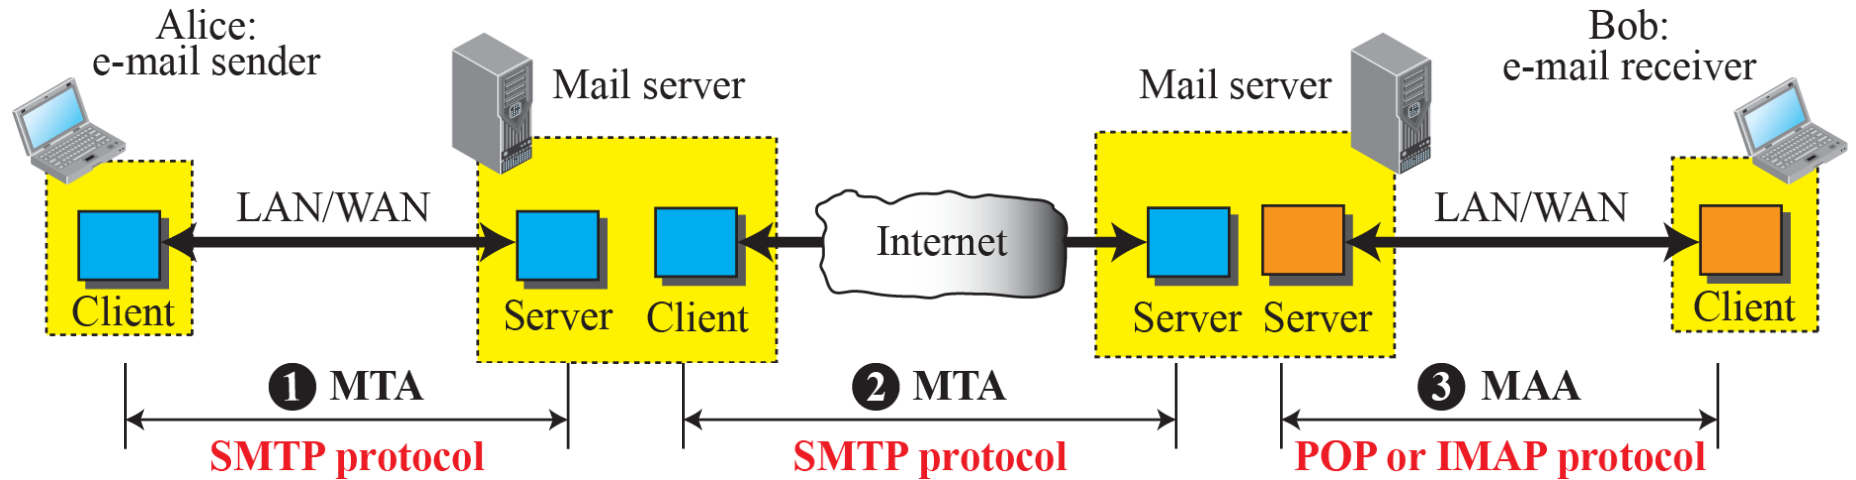 Alice:
e-mail sender
Mail server
Mail server
Bob:
e-mail receiver
LAN/WAN
Internet
LAN/WAN
Client
Server
Client
Server
Server
Client
1 MTA
2 MTA
3 MAA
SMTP protocol
SMTP protocol
POP or IMAP protocol